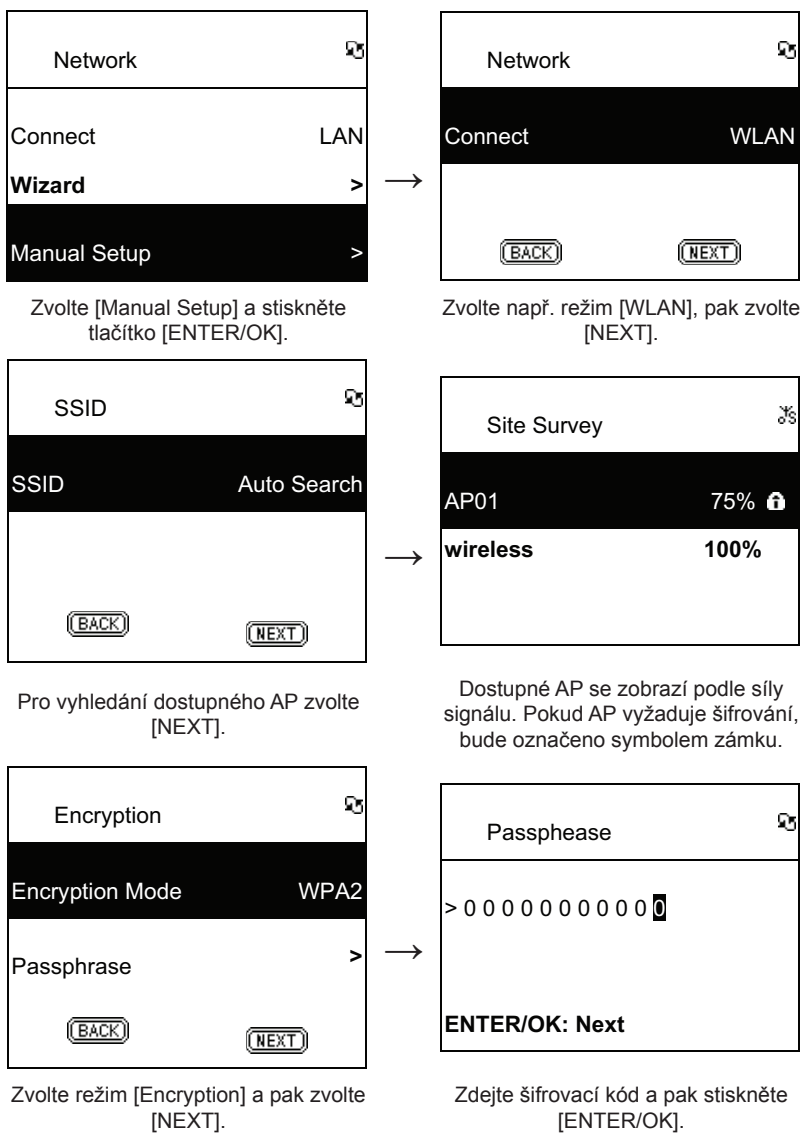 Network
Connect LAN
Wizard >
Manual Setup >
Zvolte [Manual Setup] a stiskněte
tlačítko [ENTER/OK].
→
Network
Connect WLAN
BACK NEXT
Zvolte např. režim [WLAN], pak zvolte
[NEXT].
SSID
SSID Auto Search
BACK NEXT
Pro vyhledání dostupného AP zvolte
[NEXT].
→
Site Survey
AP01 75%
wireless 100%
Dostupné AP se zobrazí podle síly
signálu. Pokud AP vyžaduje šifrování,
bude označeno symbolem zámku.
Encryption
Encryption Mode WPA2
Passphrase >
BACK NEXT
Zvolte režim [Encryption] a pak zvolte
[NEXT].
→
Passphease
> 0 0 0 0 0 0 0 0 0 0 0
ENTER/OK: Next
Zdejte šifrovací kód a pak stiskněte
[ENTER/OK].